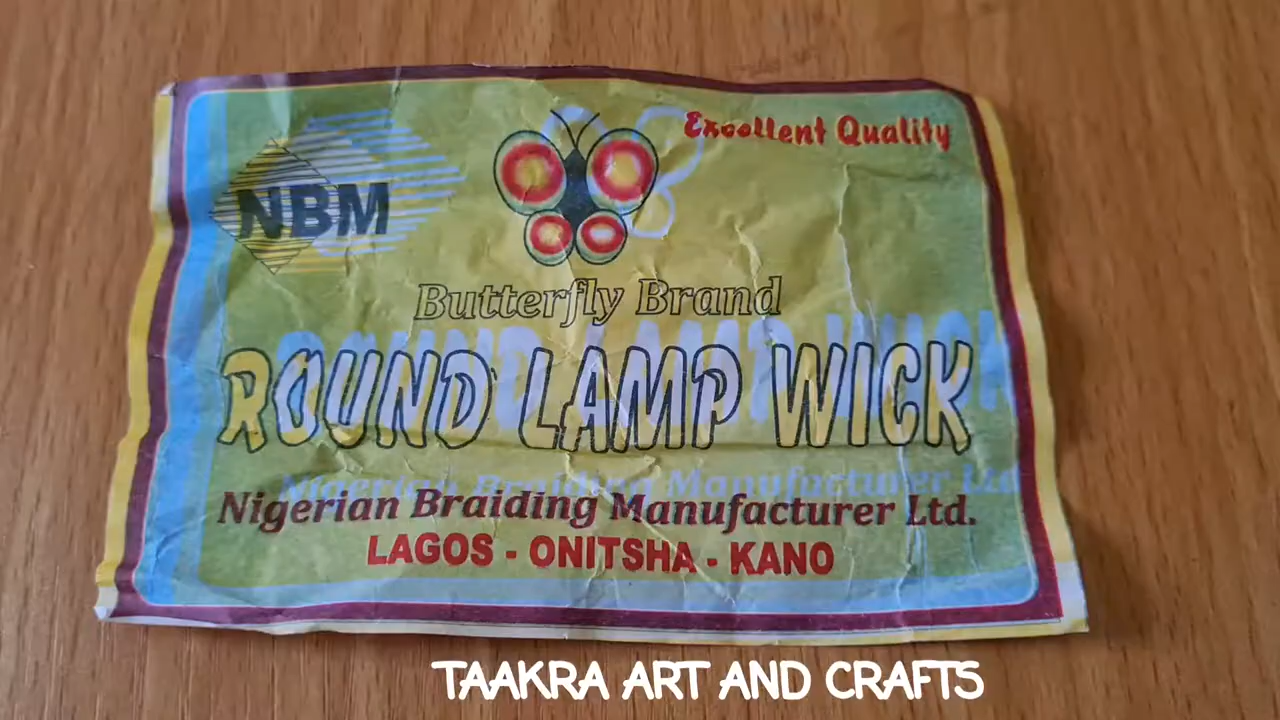 Excellent Quality
NBM
Butterfly Brand
ROUND LAMP WICK
Nigerian Braiding Manufacturer Ltd.
LAGOS - ONITSHA - KANO
TAAKRA ART AND CRAFTS